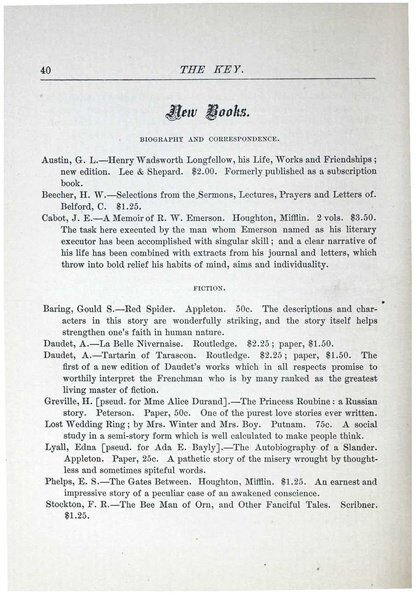 40
THE KEY.
New Books.
BIOGRAPHY AND CORRESPONDENCE.
Austin, G. L.—Henry Wadsworth Longfellow, his Life, Works and Friendships;
new edition. Lee & Shepard. $2.00. Formerly published as a subscription
book.
Beecher, H. W.—Selections from the Sermons, Lectures, Prayers and Letters of.
Belford, C. $1.25.
Cabot, J. E.—A Memoir of R. W. Emerson. Houghton, Mifflin. 2 vols. $3.50.
The task here executed by the man whom Emerson named as his literary
executor has been accomplished with singular skill; and a clear narrative of
his life has been combined with extracts from his journal and letters, which
throw into bold relief his habits of mind, aims and individuality.
FICTION.
Baring, Gould S.—Red Spider. Appleton. 50c. The descriptions and char-
acters in this story are wonderfully striking, and the story itself helps
strengthen one's faith in human nature.
Daudet, A.—La Belle Nivernaise. Routledge. $2.25; paper, $1.50.
Daudet, A.—Tartarin of Tarascon. Routledge. $2.25; paper, $1.50. The
first of a new edition of Daudet's works which in all respects promise to
worthily interpret the Frenchman who is by many ranked as the greatest
living master of fiction.
Greville, H. [pseud. for Mme Alice Durand].—The Princess Roubine: a Russian
story. Peterson. Paper, 50c. One of the purest love stories ever written.
Lost Wedding Ring; by Mrs. Winter and Mrs. Boy. Putnam. 75c. A social
study in a semi-story form which is well calculated to make people think.
Lyall, Edna [pseud. for Ada E. Bayly].—The Autobiography of a Slander.
Appleton. Paper, 25c. A pathetic story of the misery wrought by thought-
less and sometimes spiteful words.
Phelps, E. S.—The Gates Between. Houghton, Mifflin. $1.25. An earnest and
impressive story of a peculiar case of an awakened conscience.
Stockton, F. R.—The Bee Man of Orn, and Other Fanciful Tales. Scribner.
$1.25.